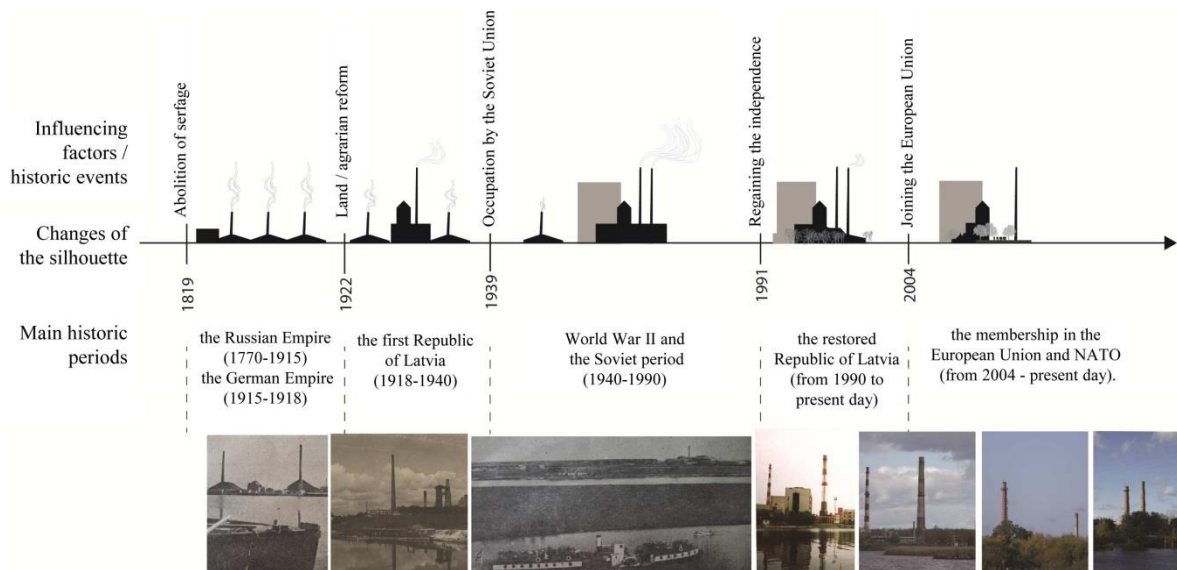 Influencing
factors /
historic events
Changes of
the silhouette
Abolition of serfage
Land / agrarian reform
Occupation by the Soviet Union
Regaining the independence
Joining the European Union
1819
1922
1939
1991
2004
Main historic
periods
the Russian Empire
(1770-1915)
the German Empire
(1915-1918)
the first Republic
of Latvia
(1918-1940)
World War II and
the Soviet period
(1940-1990)
the restored
Republic of Latvia
(from 1990 to
present day)
the membership in the
European Union and NATO
(from 2004 - present day).